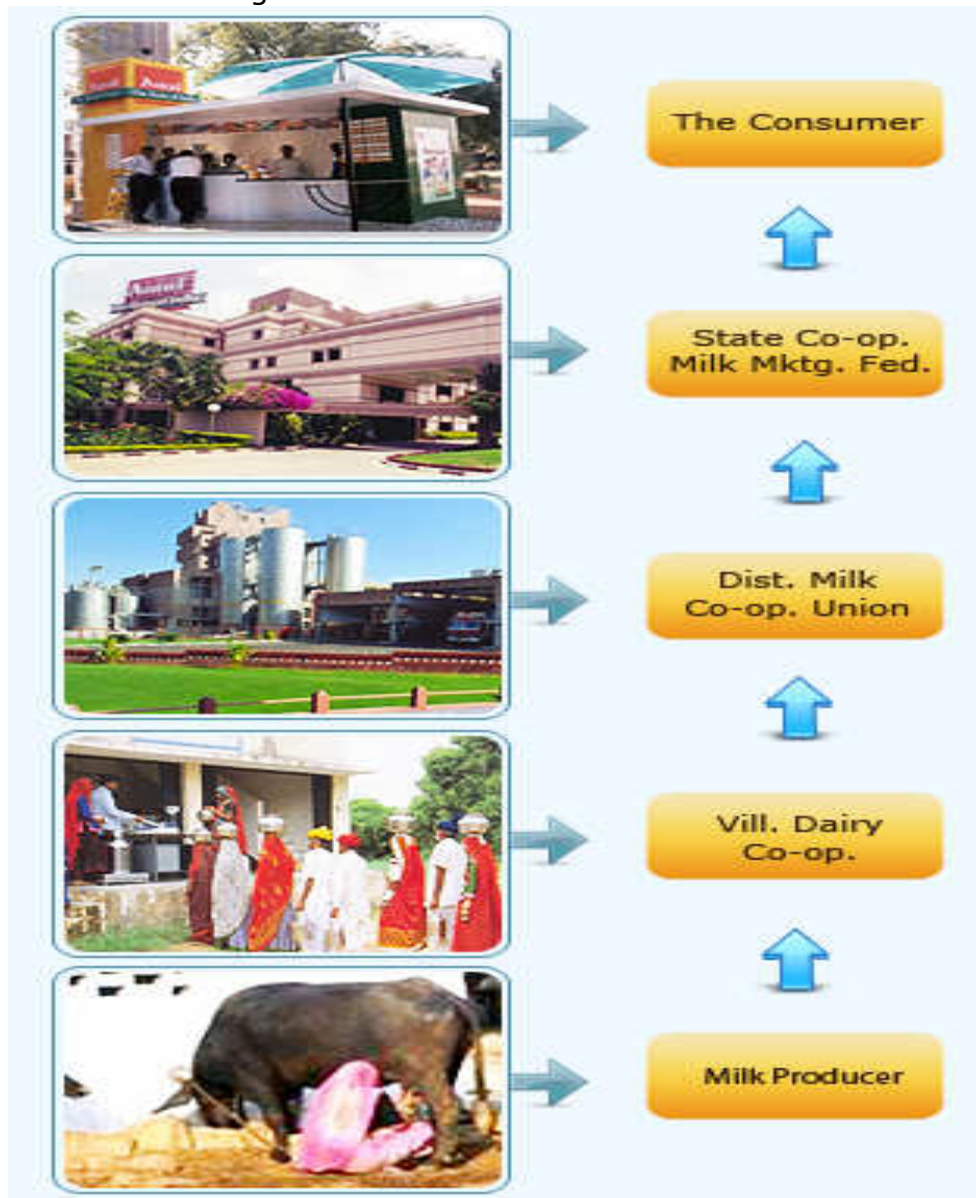 The Consumer
State Co-op.
Milk Mktg. Fed.
Dist. Milk
Co-op. Union
Vill. Dairy
Co-op.
Milk Producer